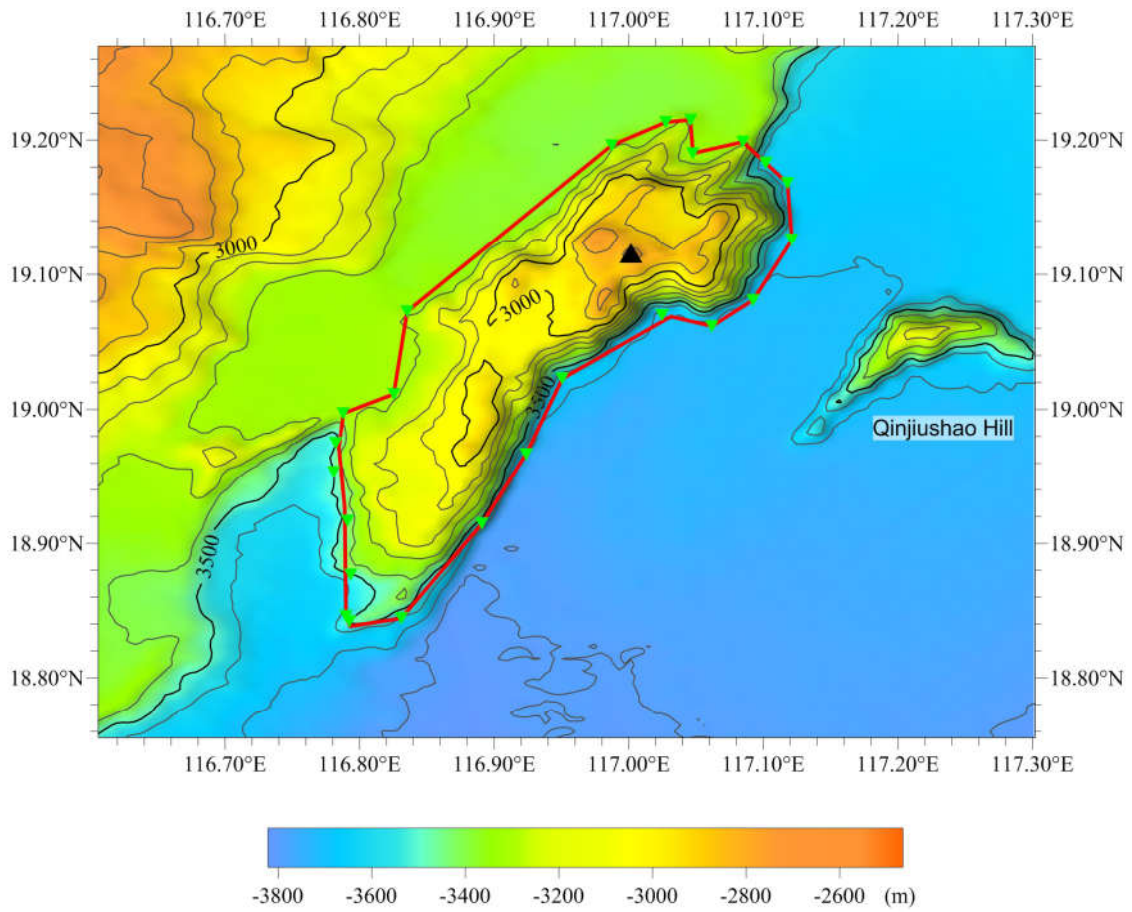 116.70°E 116.80°E 116.90°E 117.00°E 117.10°E 117.20°E 117.30°E
19.20°N 19.20°N
3000
19.10°N 19.10°N
3000
3500
19.00°N 19.00°N
Qinjiushao Hill
18.90°N 18.90°N
3500
18.80°N 18.80°N
116.70°E 116.80°E 116.90°E 117.00°E 117.10°E 117.20°E 117.30°E
-3800 -3600 -3400 -3200 -3000 -2800 -2600 (m)